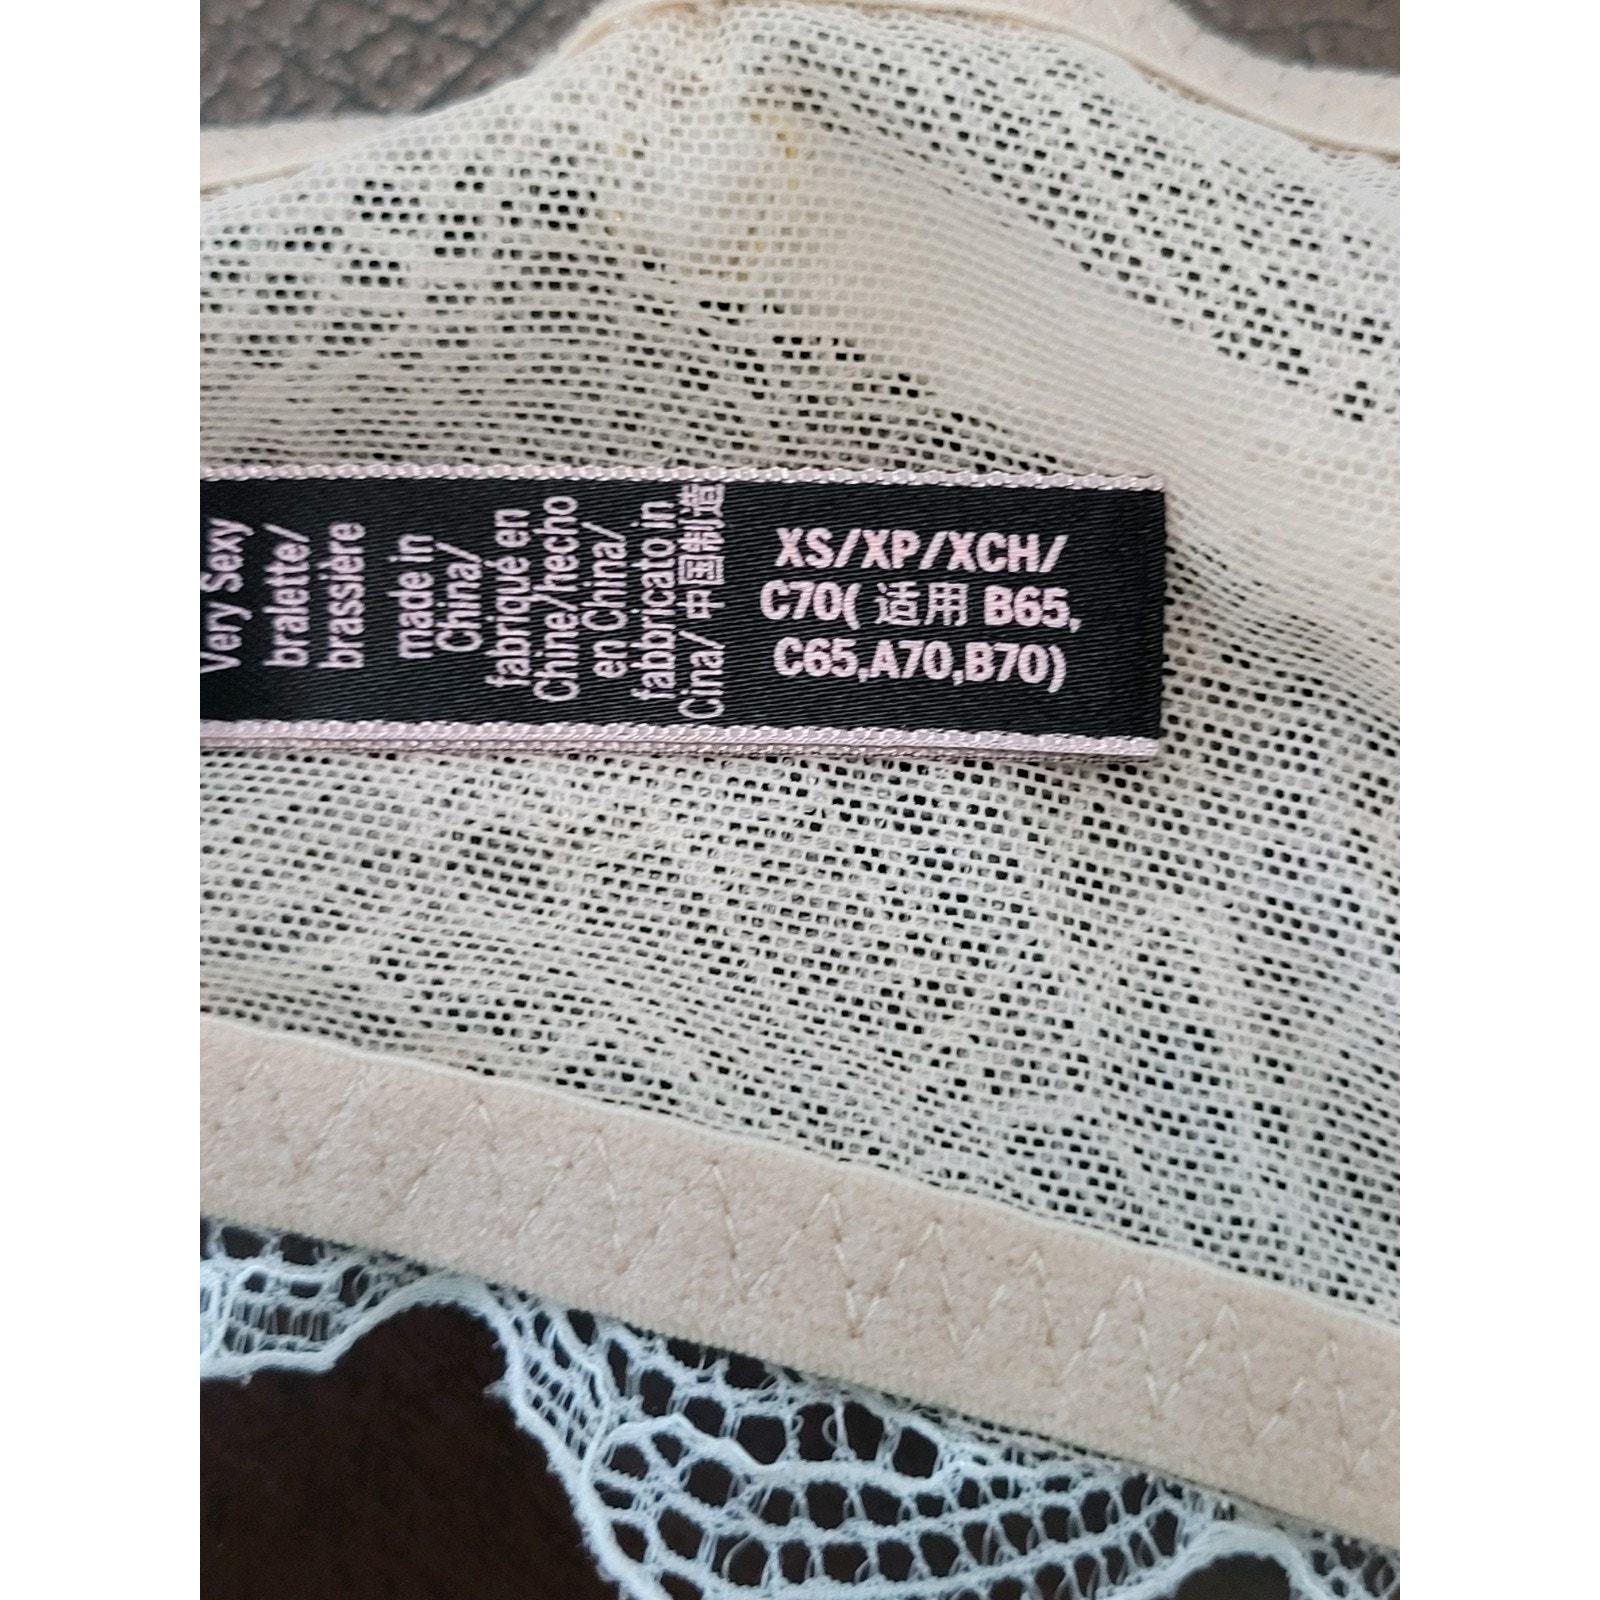 Very Sexy
bralette/
brassière
made in
China/
fabriqué en
Chine/hecho
en China/
fabbricato in
Cina/ 中国制造
XS/XP/XCH/
C70( 适用 B65,
C65,A70,B70)